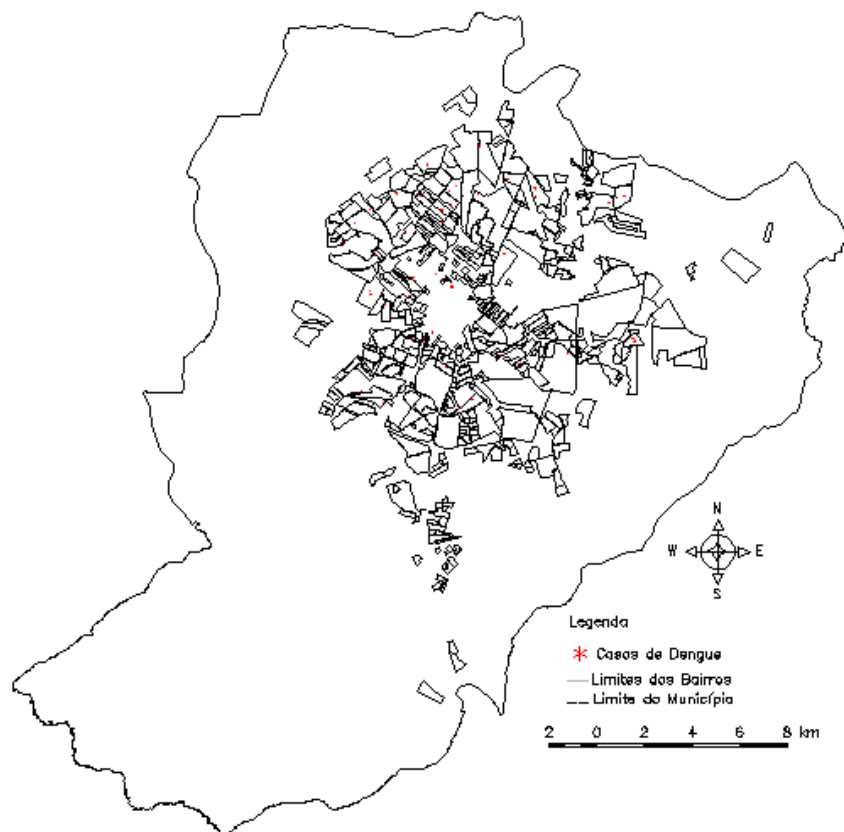 N
W E
S
Legenda
Casos de Dengue
Limites dos Bairros
Limite do Município
2 0 2 4 6 8 km